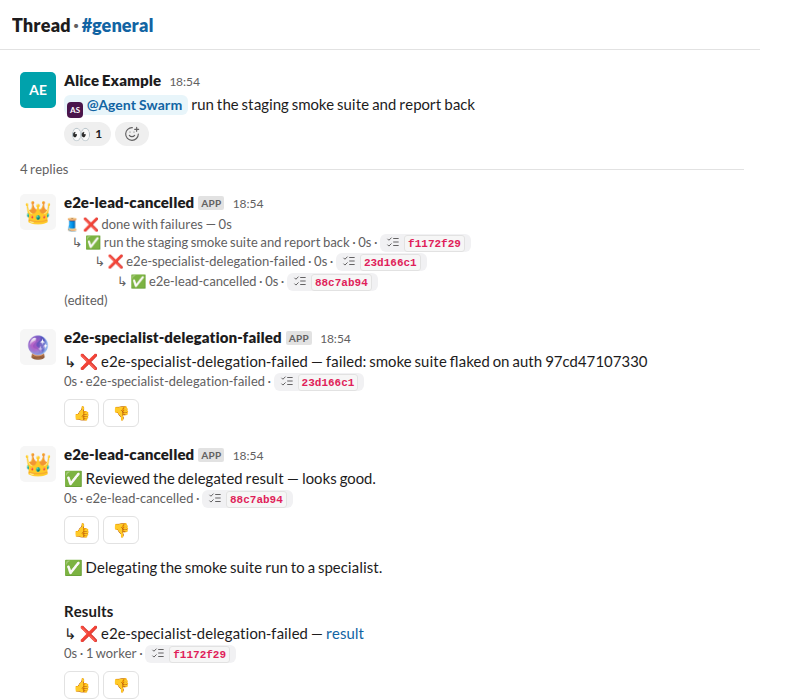 Thread · #general
AE
Alice Example 18:54
AS @Agent Swarm run the staging smoke suite and report back
👀 1
4 replies
e2e-lead-cancelled APP 18:54
🧵 ❌ done with failures — 0s
↳ ✅ run the staging smoke suite and report back · 0s · f1172f29
↳ ❌ e2e-specialist-delegation-failed · 0s · 23d166c1
↳ ✅ e2e-lead-cancelled · 0s · 88c7ab94
(edited)
e2e-specialist-delegation-failed APP 18:54
↳ ❌ e2e-specialist-delegation-failed — failed: smoke suite flaked on auth 97cd47107330
0s · e2e-specialist-delegation-failed · 23d166c1
👍 👎
e2e-lead-cancelled APP 18:54
✅ Reviewed the delegated result — looks good.
0s · e2e-lead-cancelled · 88c7ab94
👍 👎
✅ Delegating the smoke suite run to a specialist.
Results
↳ ❌ e2e-specialist-delegation-failed — result
0s · 1 worker · f1172f29
👍 👎